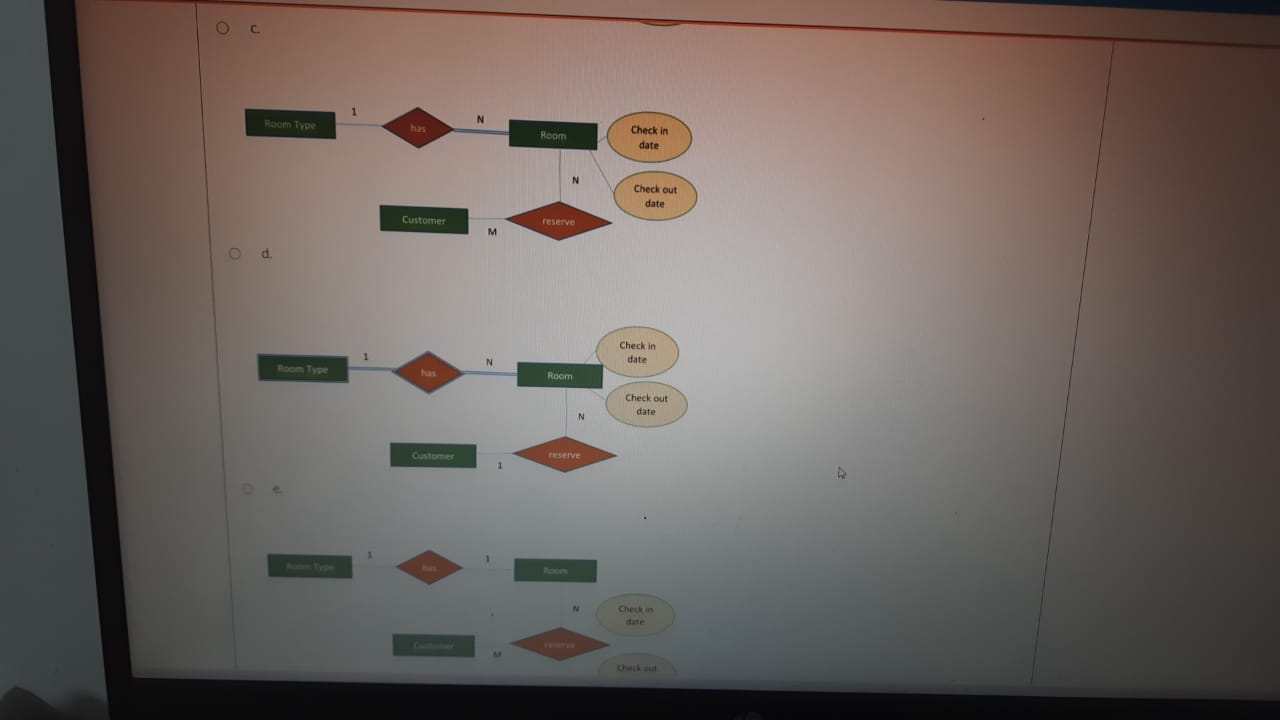 c.
1
N
Room Type
has
Room
Check in
date
N
Check out
date
Customer
reserve
M
d.
Check in
date
1
N
Room Type
has
Room
Check out
date
N
Customer
reserve
1
e.
1
1
Room Type
has
Room
N
Check in
date
Customer
reserve
M
Check out